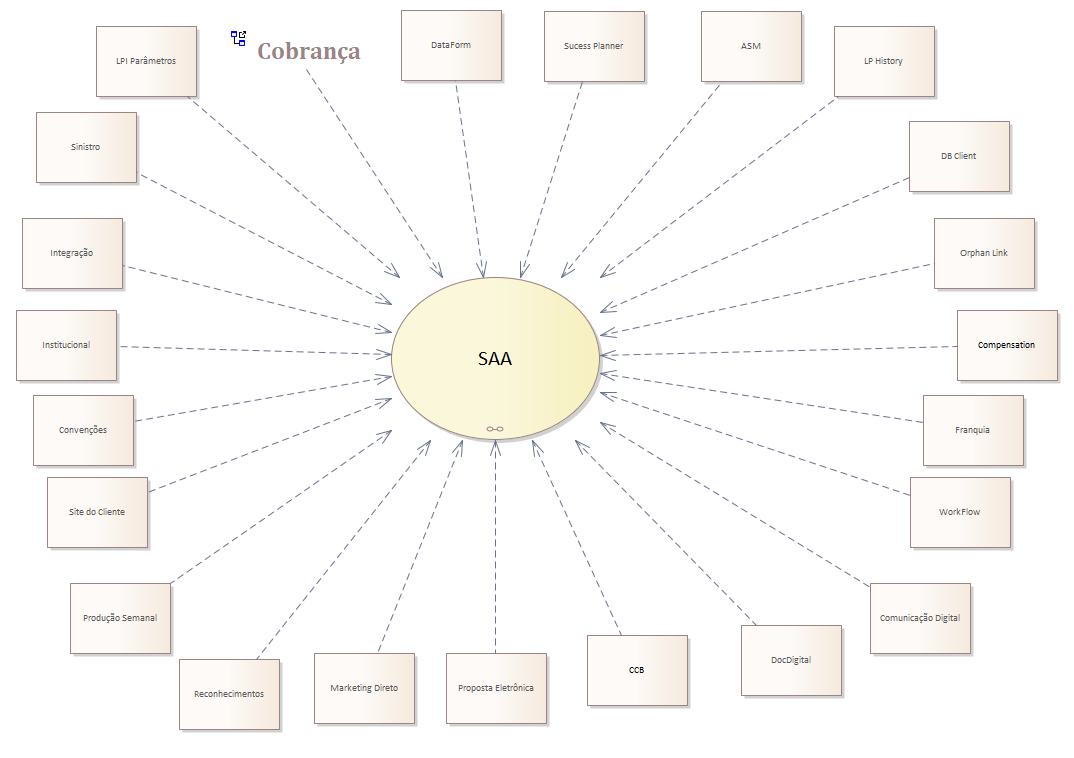 DataForm
Sucess Planner
ASM
Cobrança
LPI Parâmetros
LP History
Sinistro
DB Client
Integração
Orphan Link
Institucional
Compensation
SAA
Convenções
Franquia
Site do Cliente
WorkFlow
Produção Semanal
Comunicação Digital
Reconhecimentos
Marketing Direto
Proposta Eletrônica
CCB
DocDigital